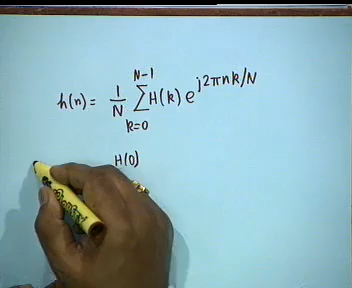 h(n) = 1/N N-1 ∑ k=0 H(k) e^j2πnk/N
H(0)